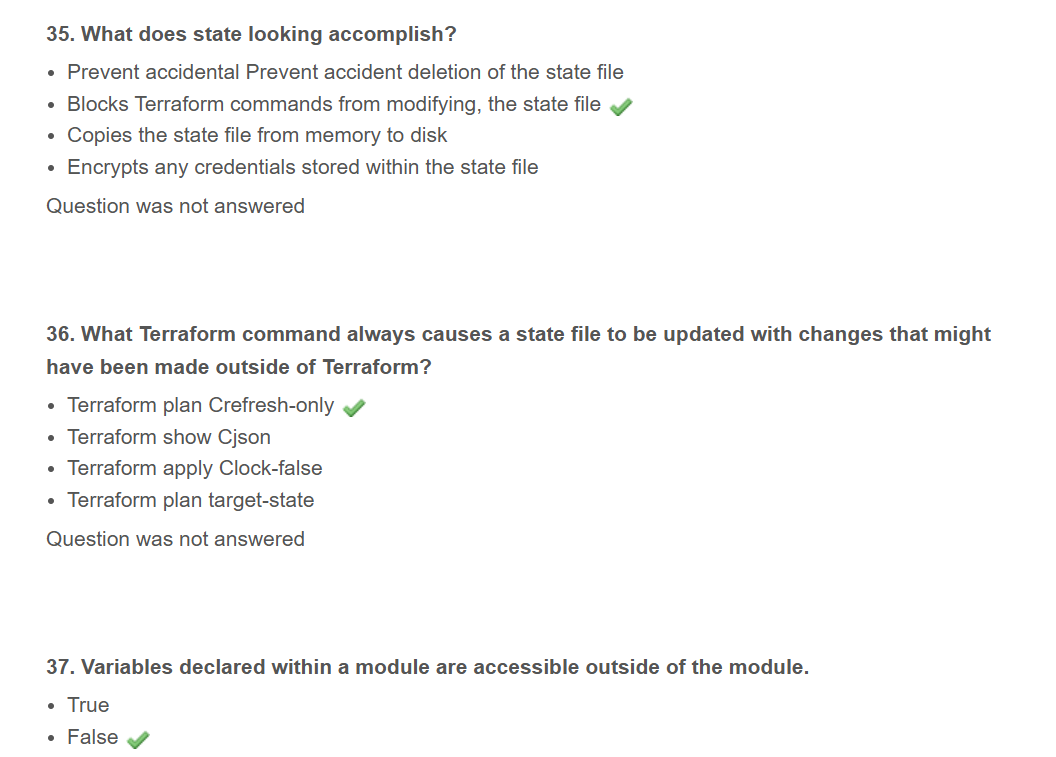 35. What does state looking accomplish?
• Prevent accidental Prevent accident deletion of the state file
• Blocks Terraform commands from modifying, the state file
• Copies the state file from memory to disk
• Encrypts any credentials stored within the state file
Question was not answered
36. What Terraform command always causes a state file to be updated with changes that might
have been made outside of Terraform?
• Terraform plan Crefresh-only
• Terraform show Cjson
• Terraform apply Clock-false
• Terraform plan target-state
Question was not answered
37. Variables declared within a module are accessible outside of the module.
• True
• False